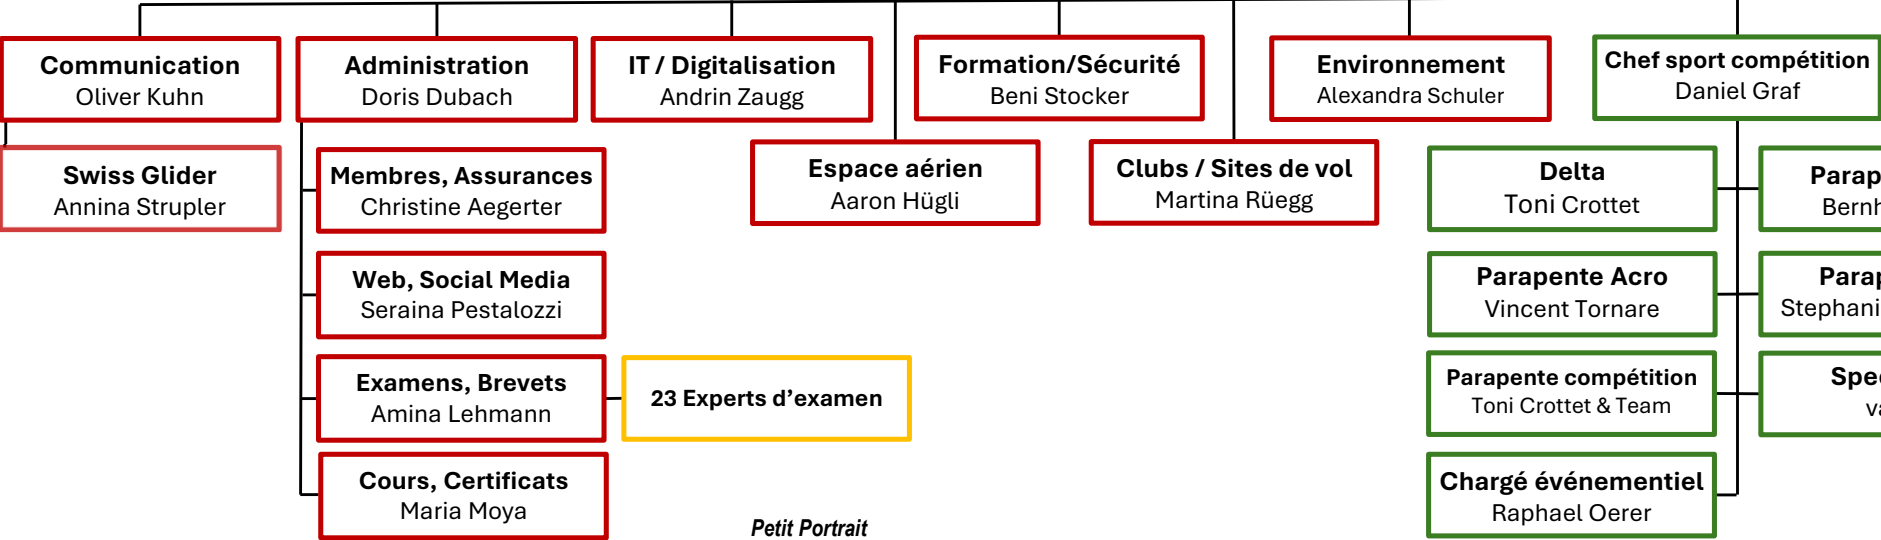 Communication
Oliver Kuhn
Administration
Doris Dubach
IT / Digitalisation
Andrin Zaugg
Formation/Sécurité
Beni Stocker
Environnement
Alexandra Schuler
Chef sport compétition
Daniel Graf
Swiss Glider
Annina Strupler
Membres, Assurances
Christine Aegerter
Espace aérien
Aaron Hügli
Clubs / Sites de vol
Martina Rüegg
Delta
Toni Crottet
Web, Social Media
Seraina Pestalozzi
Parapente Acro
Vincent Tornare
Examens, Brevets
Amina Lehmann
23 Experts d’examen
Parapente compétition
Toni Crottet & Team
Cours, Certificats
Maria Moya
Chargé événementiel
Raphael Oerer
Petit Portrait